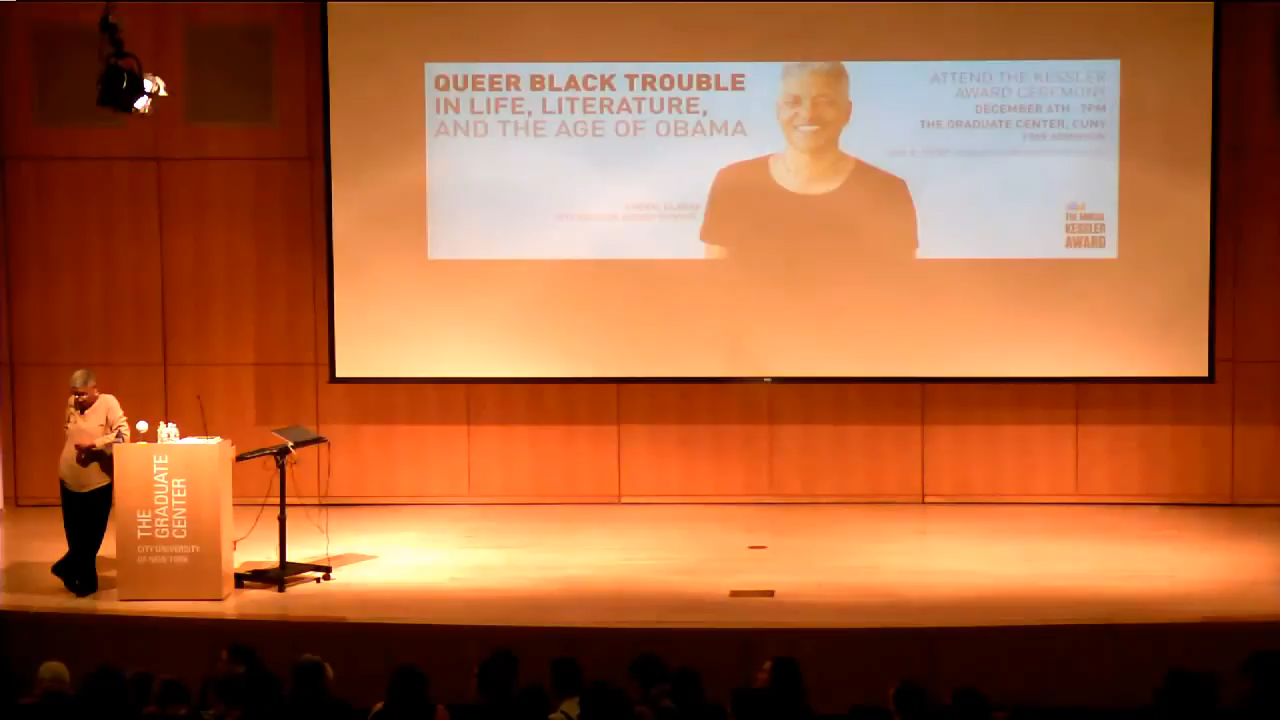 QUEER BLACK TROUBLE
IN LIFE, LITERATURE,
AND THE AGE OF OBAMA
ATTEND THE KESSLER
AWARD CEREMONY
DECEMBER 6TH 7PM
THE GRADUATE CENTER, CUNY
FREE ADMISSION
KESSLER
AWARD
THE
GRADUATE
CENTER
CITY UNIVERSITY
OF NEW YORK